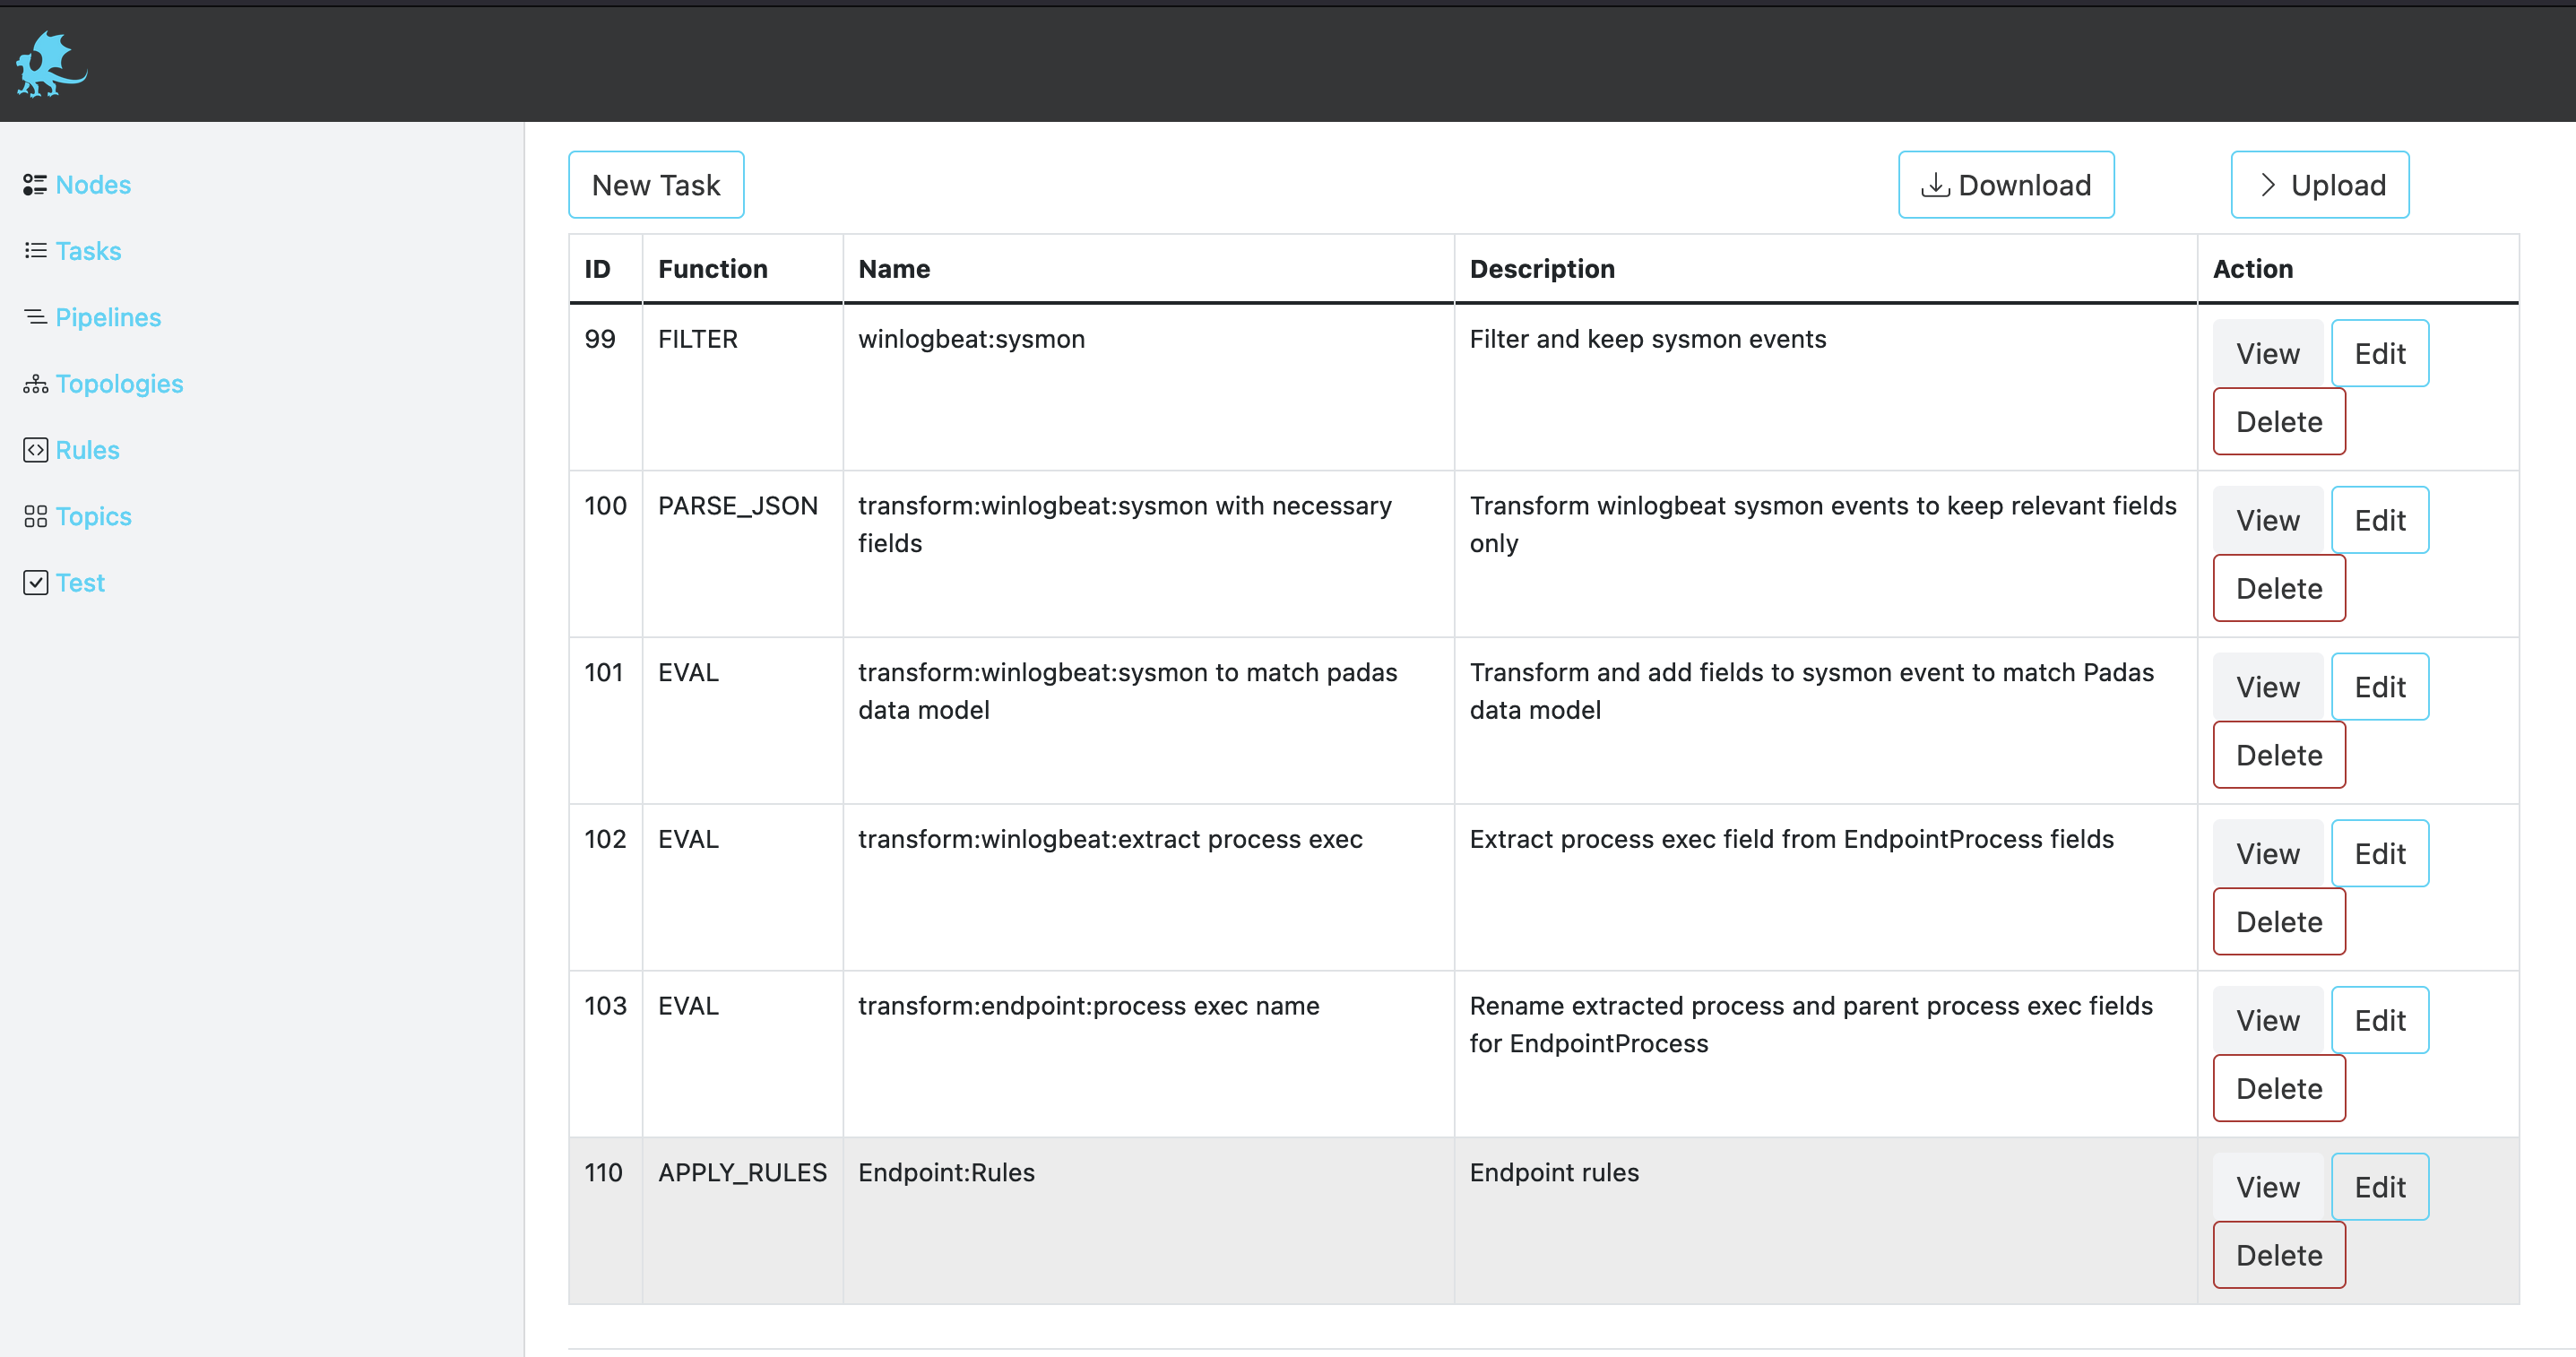 Nodes
Tasks
Pipelines
Topologies
Rules
Topics
Test
New Task
Download
Upload
ID Function Name Description Action
99 FILTER winlogbeat:sysmon Filter and keep sysmon events View Edit
Delete
100 PARSE_JSON transform:winlogbeat:sysmon with necessary
fields
Transform winlogbeat sysmon events to keep relevant fields
only
View Edit
Delete
101 EVAL transform:winlogbeat:sysmon to match padas
data model
Transform and add fields to sysmon event to match Padas
data model
View Edit
Delete
102 EVAL transform:winlogbeat:extract process exec Extract process exec field from EndpointProcess fields View Edit
Delete
103 EVAL transform:endpoint:process exec name Rename extracted process and parent process exec fields
for EndpointProcess
View Edit
Delete
110 APPLY_RULES Endpoint:Rules Endpoint rules View Edit
Delete